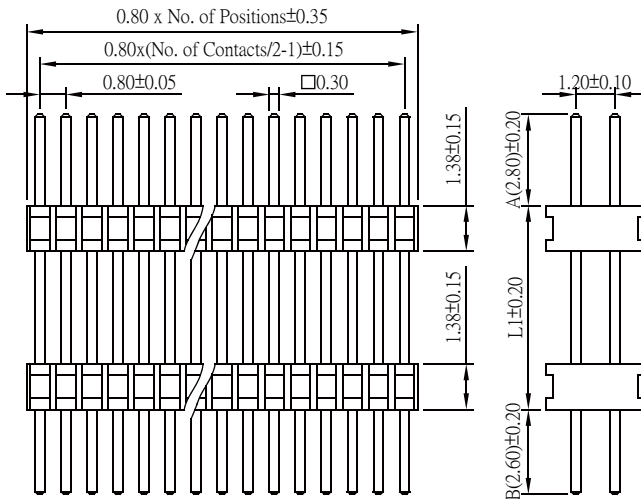 0.80 x No. of Positions±0.35
0.80x(No. of Contacts/2-1)±0.15
0.80±0.05
□0.30
1.20±0.10
1.38±0.15
A(2.80)±0.20
L1±0.20
1.38±0.15
B(2.60)±0.20